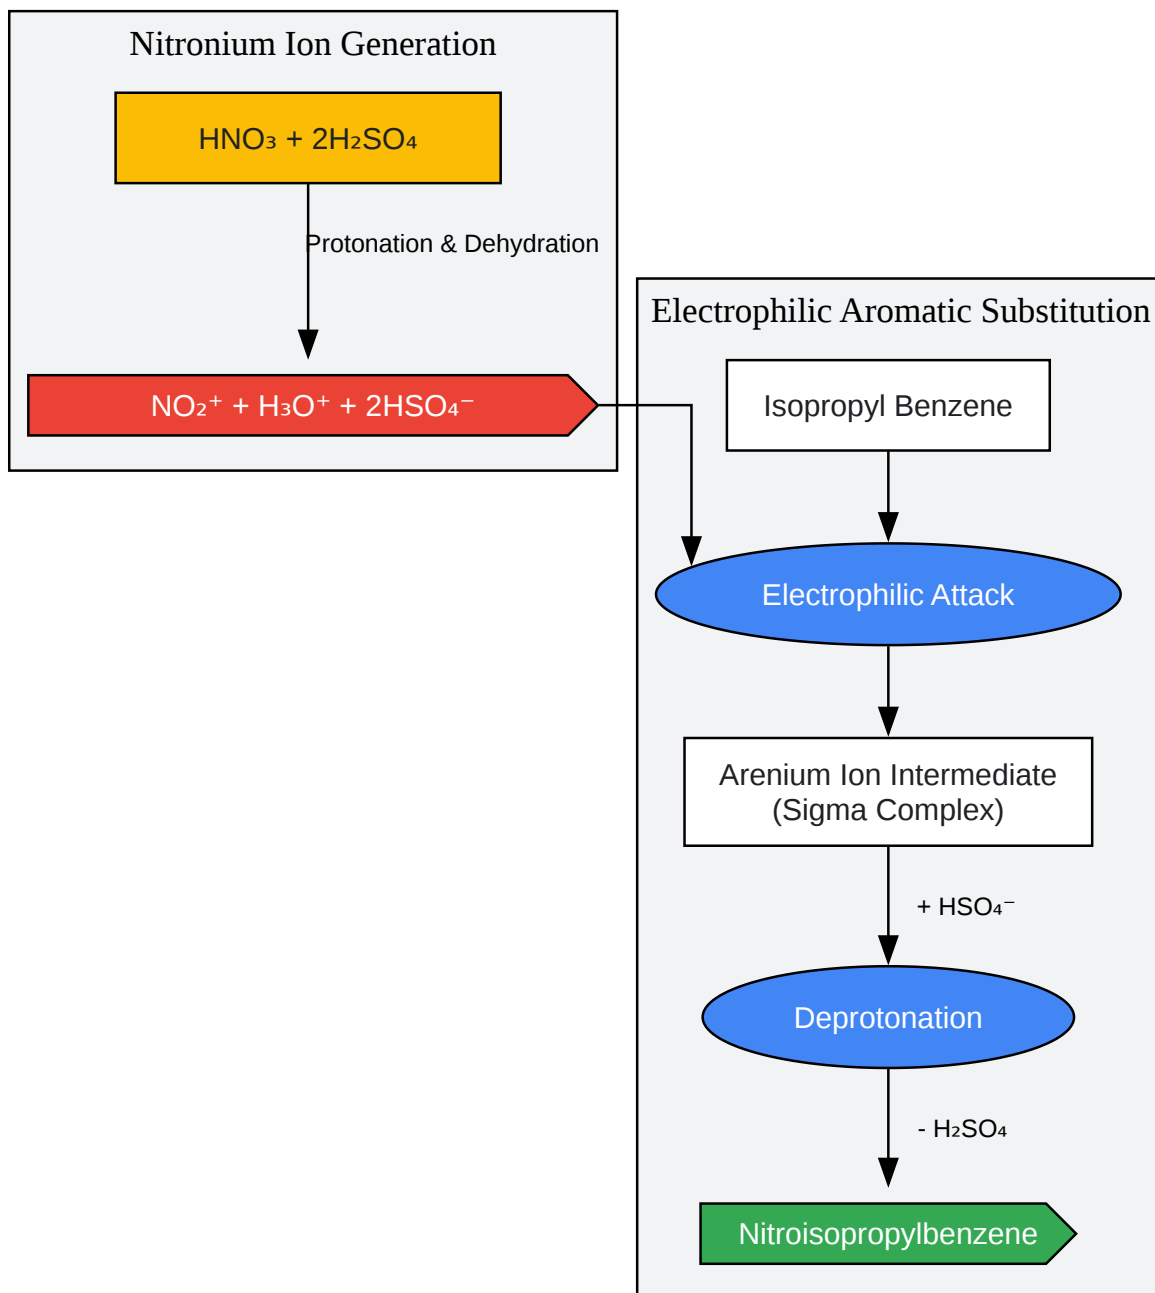 Nitronium Ion Generation
HNO₃ + 2H₂SO₄
Protonation & Dehydration
NO₂⁺ + H₃O⁺ + 2HSO₄⁻
Electrophilic Aromatic Substitution
Isopropyl Benzene
Electrophilic Attack
Arenium Ion Intermediate
(Sigma Complex)
+ HSO₄⁻
Deprotonation
- H₂SO₄
Nitroisopropylbenzene